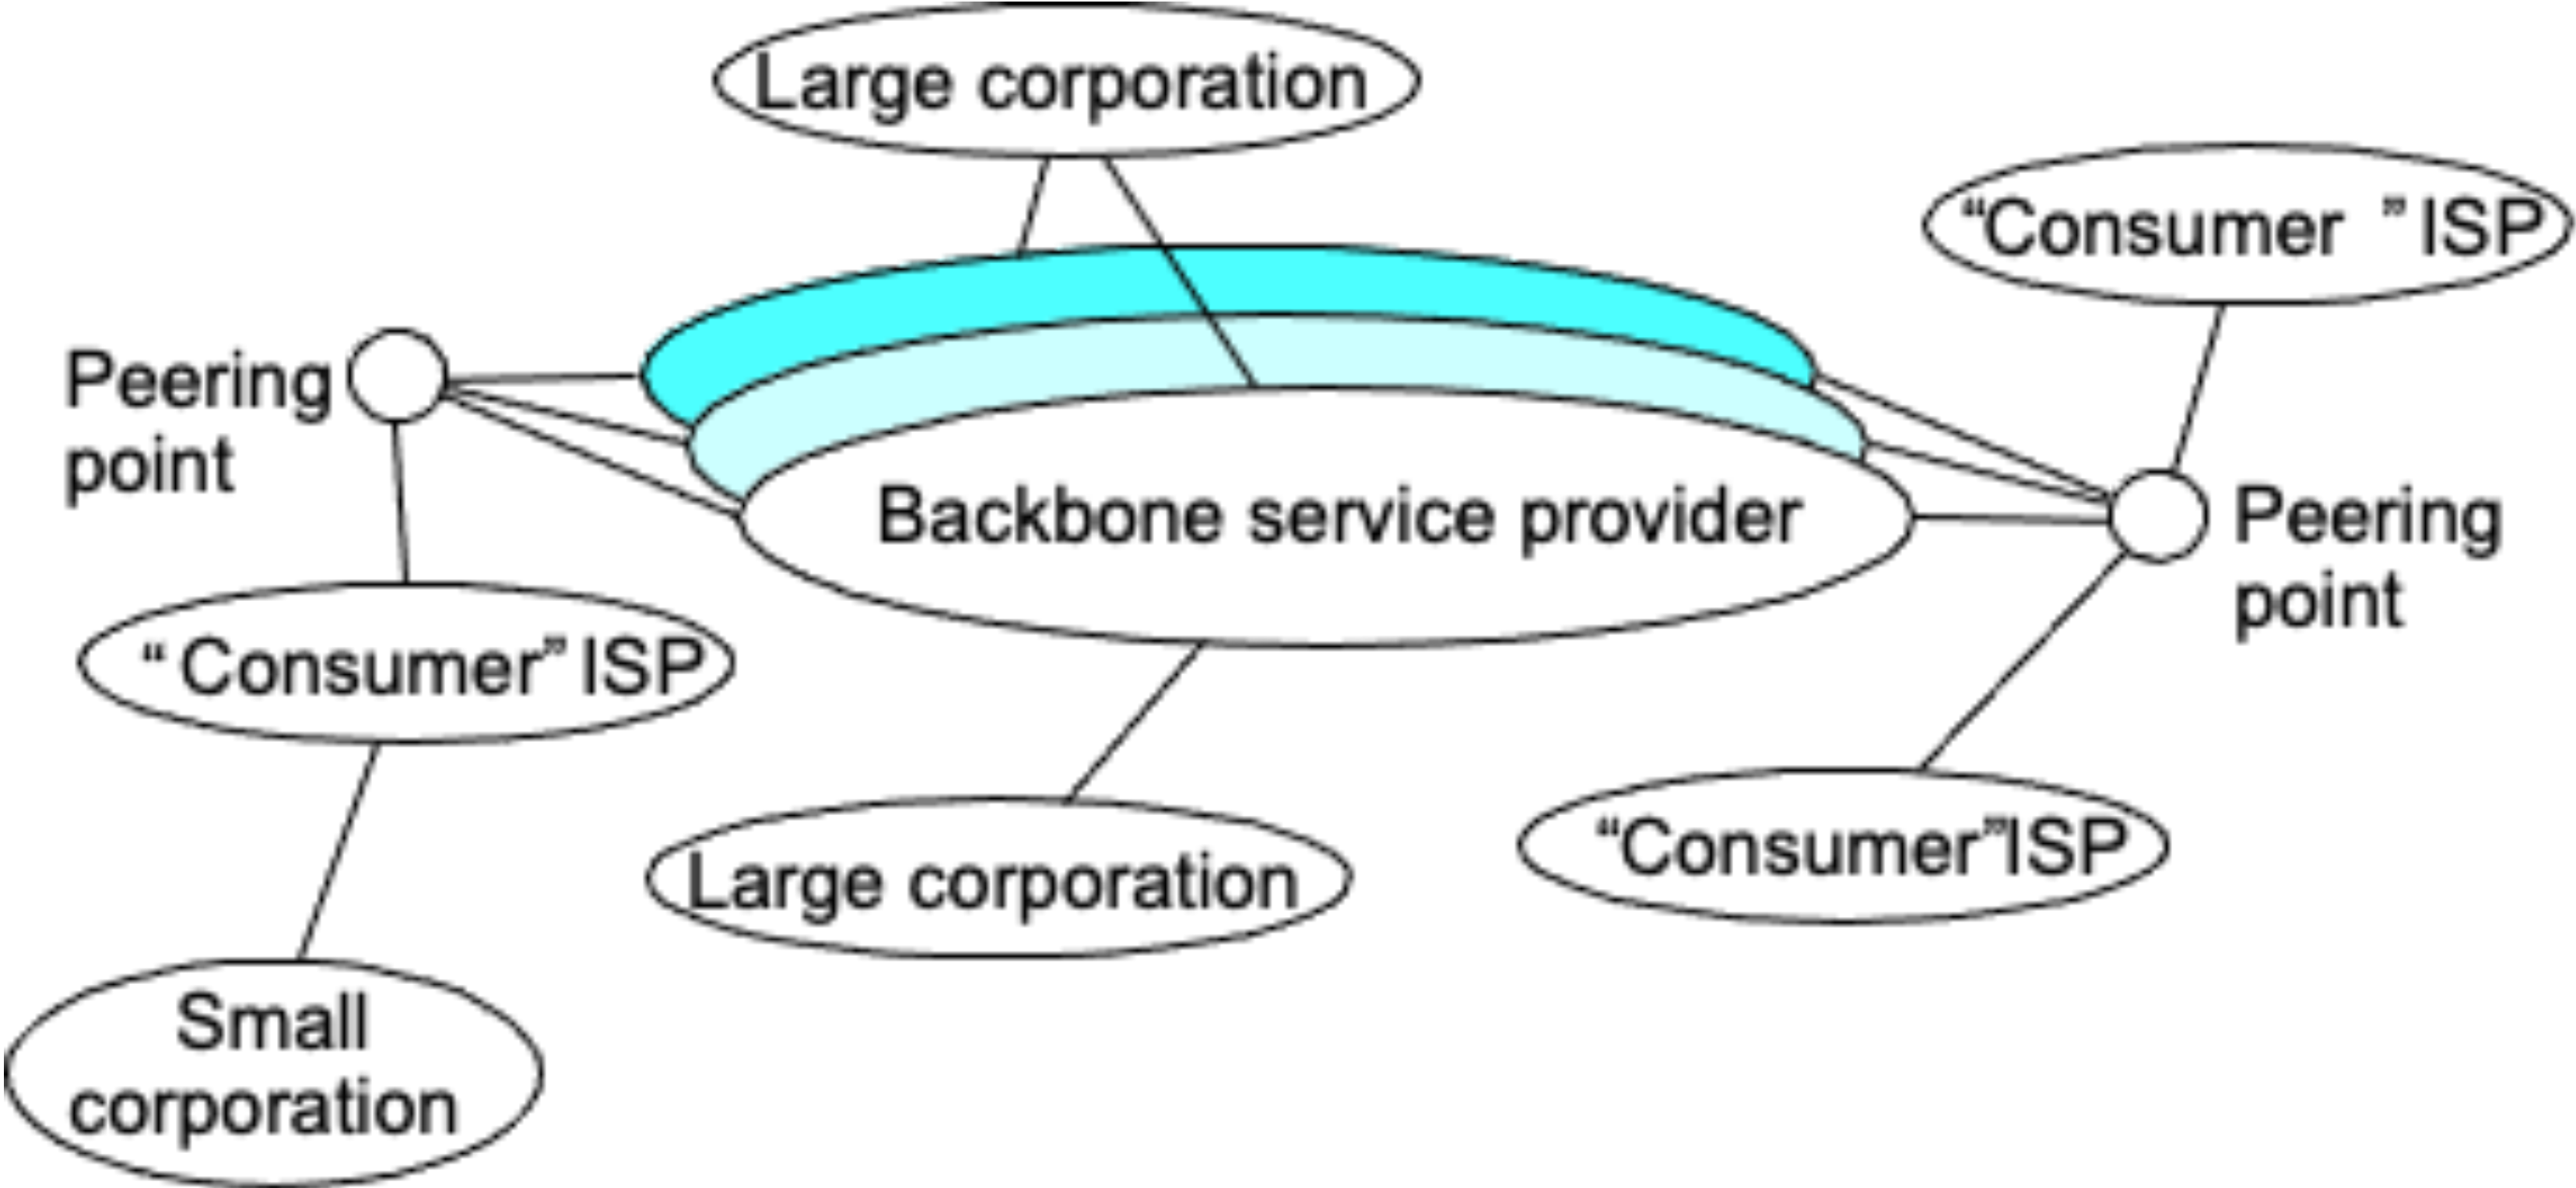 Large corporation
“Consumer ” ISP
Peering
point
Backbone service provider
Peering
point
“ Consumer” ISP
“Consumer”ISP
Large corporation
Small
corporation